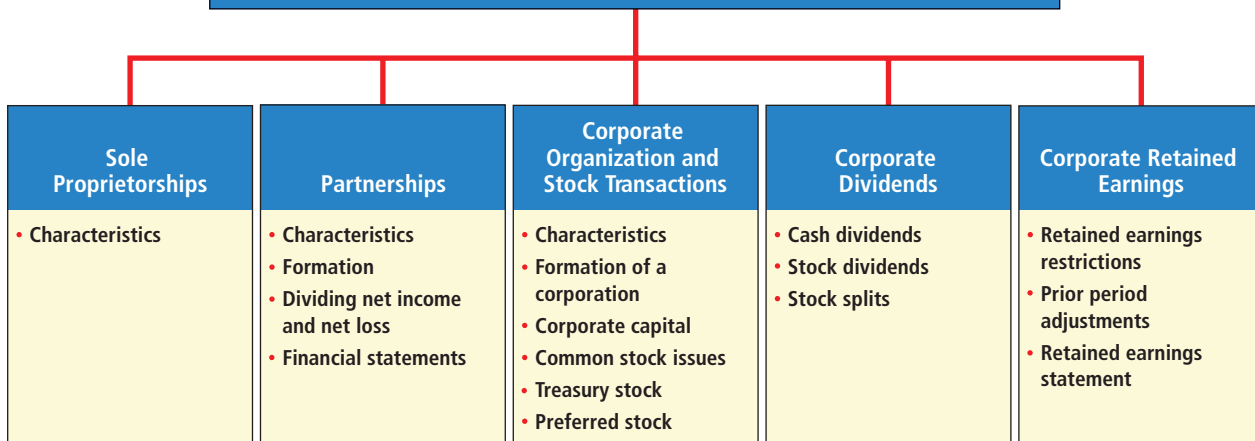 Sole
Proprietorships
• Characteristics
Partnerships
• Characteristics
• Formation
• Dividing net income
and net loss
• Financial statements
Corporate
Organization and
Stock Transactions
• Characteristics
• Formation of a
corporation
• Corporate capital
• Common stock issues
• Treasury stock
• Preferred stock
Corporate
Dividends
• Cash dividends
• Stock dividends
• Stock splits
Corporate Retained
Earnings
• Retained earnings
restrictions
• Prior period
adjustments
• Retained earnings
statement